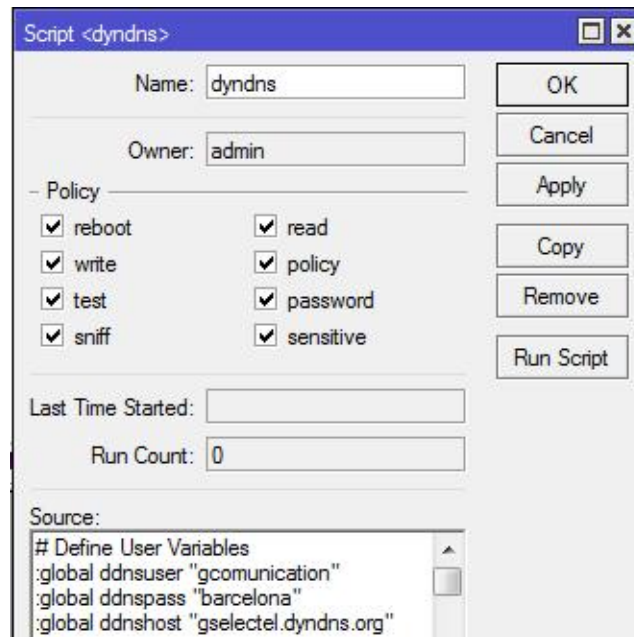 Script <dyndns>
Name: dyndns
OK
Owner: admin
Cancel
Policy
Apply
reboot read
write policy
Copy
test password
Remove
sniff sensitive
Run Script
Last Time Started:
Run Count: 0
Source:
# Define User Variables
:global ddnsuser "gcomunication"
:global ddnspass "barcelona"
:global ddnshost "gselectel.dyndns.org"